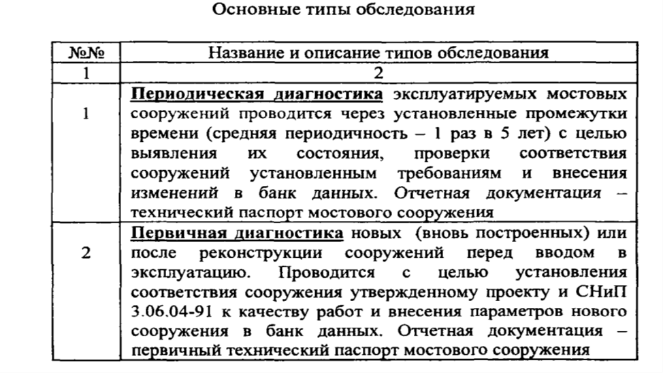 Основные типы обследования
№№ Название и описание типов обследования
1 2
Периодическая диагностика эксплуатируемых мостовых
1 сооружений проводится через установленные промежутки
времени (средняя периодичность – 1 раз в 5 лет) с целью
выявления их состояния, проверки соответствия
сооружений установленным требованиям и внесения
изменений в банк данных. Отчетная документация –
технический паспорт мостового сооружения
Первичная диагностика новых (вновь построенных) или
2 после реконструкции сооружений перед вводом в
эксплуатацию. Проводится с целью установления
соответствия сооружения утвержденному проекту и СНиП
3.06.04-91 к качеству работ и внесения параметров нового
сооружения в банк данных. Отчетная документация –
первичный технический паспорт мостового сооружения